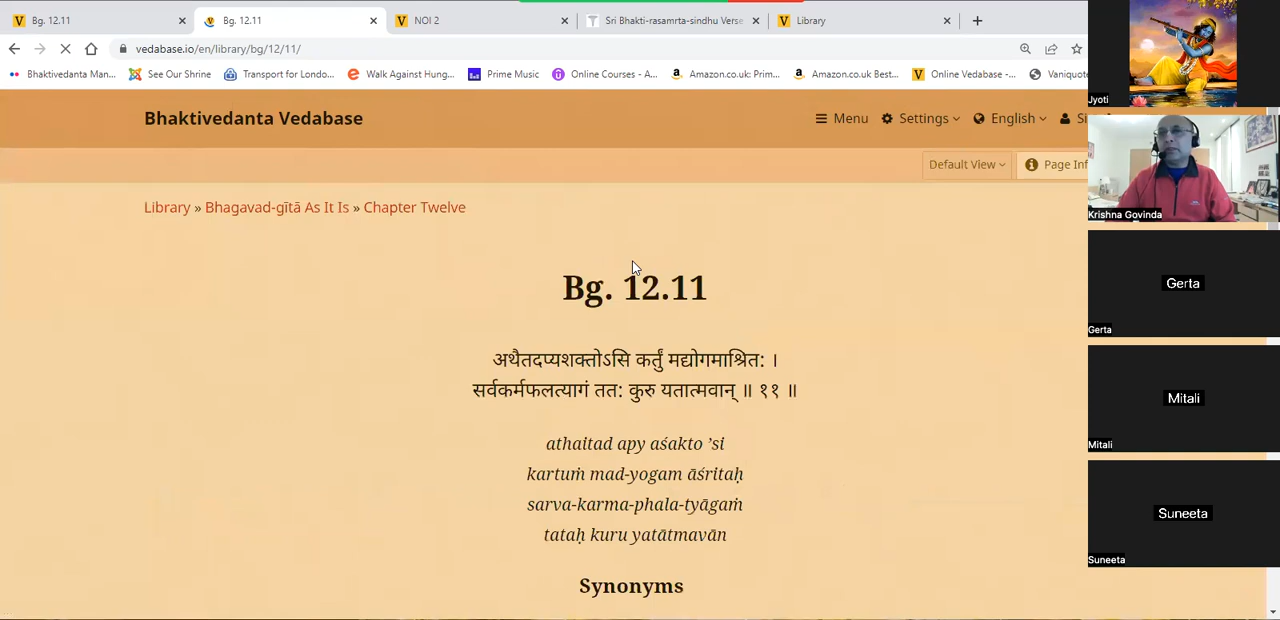 Bg. 12.11
Bg. 12.11
NOI 2
Sri Bhakti-rasamrta-sindhu Verse
Library
vedabase.io/en/library/bg/12/11/
Bhaktivedanta Man...
See Our Shrine
Transport for Londo...
Walk Against Hung...
Prime Music
Online Courses - A...
Amazon.co.uk: Prim...
Amazon.co.uk Best...
Online Vedabase -...
Vaniquot
Bhaktivedanta Vedabase
Menu
Settings
English
Si
Default View
Page Inf
Library » Bhagavad-gītā As It Is » Chapter Twelve
Bg. 12.11
अथैतदप्यशक्तोऽसि कर्तुं मद्योगमाश्रित: ।
सर्वकर्मफलत्यागं तत: कुरु यतात्मवान् ॥ ११ ॥
athaitad apy aśakto ’si
kartuṁ mad-yogam āśritaḥ
sarva-karma-phala-tyāgaṁ
tataḥ kuru yatātmavān
Synonyms
Jyoti
Krishna Govinda
Gerta
Gerta
Mitali
Mitali
Suneeta
Suneeta